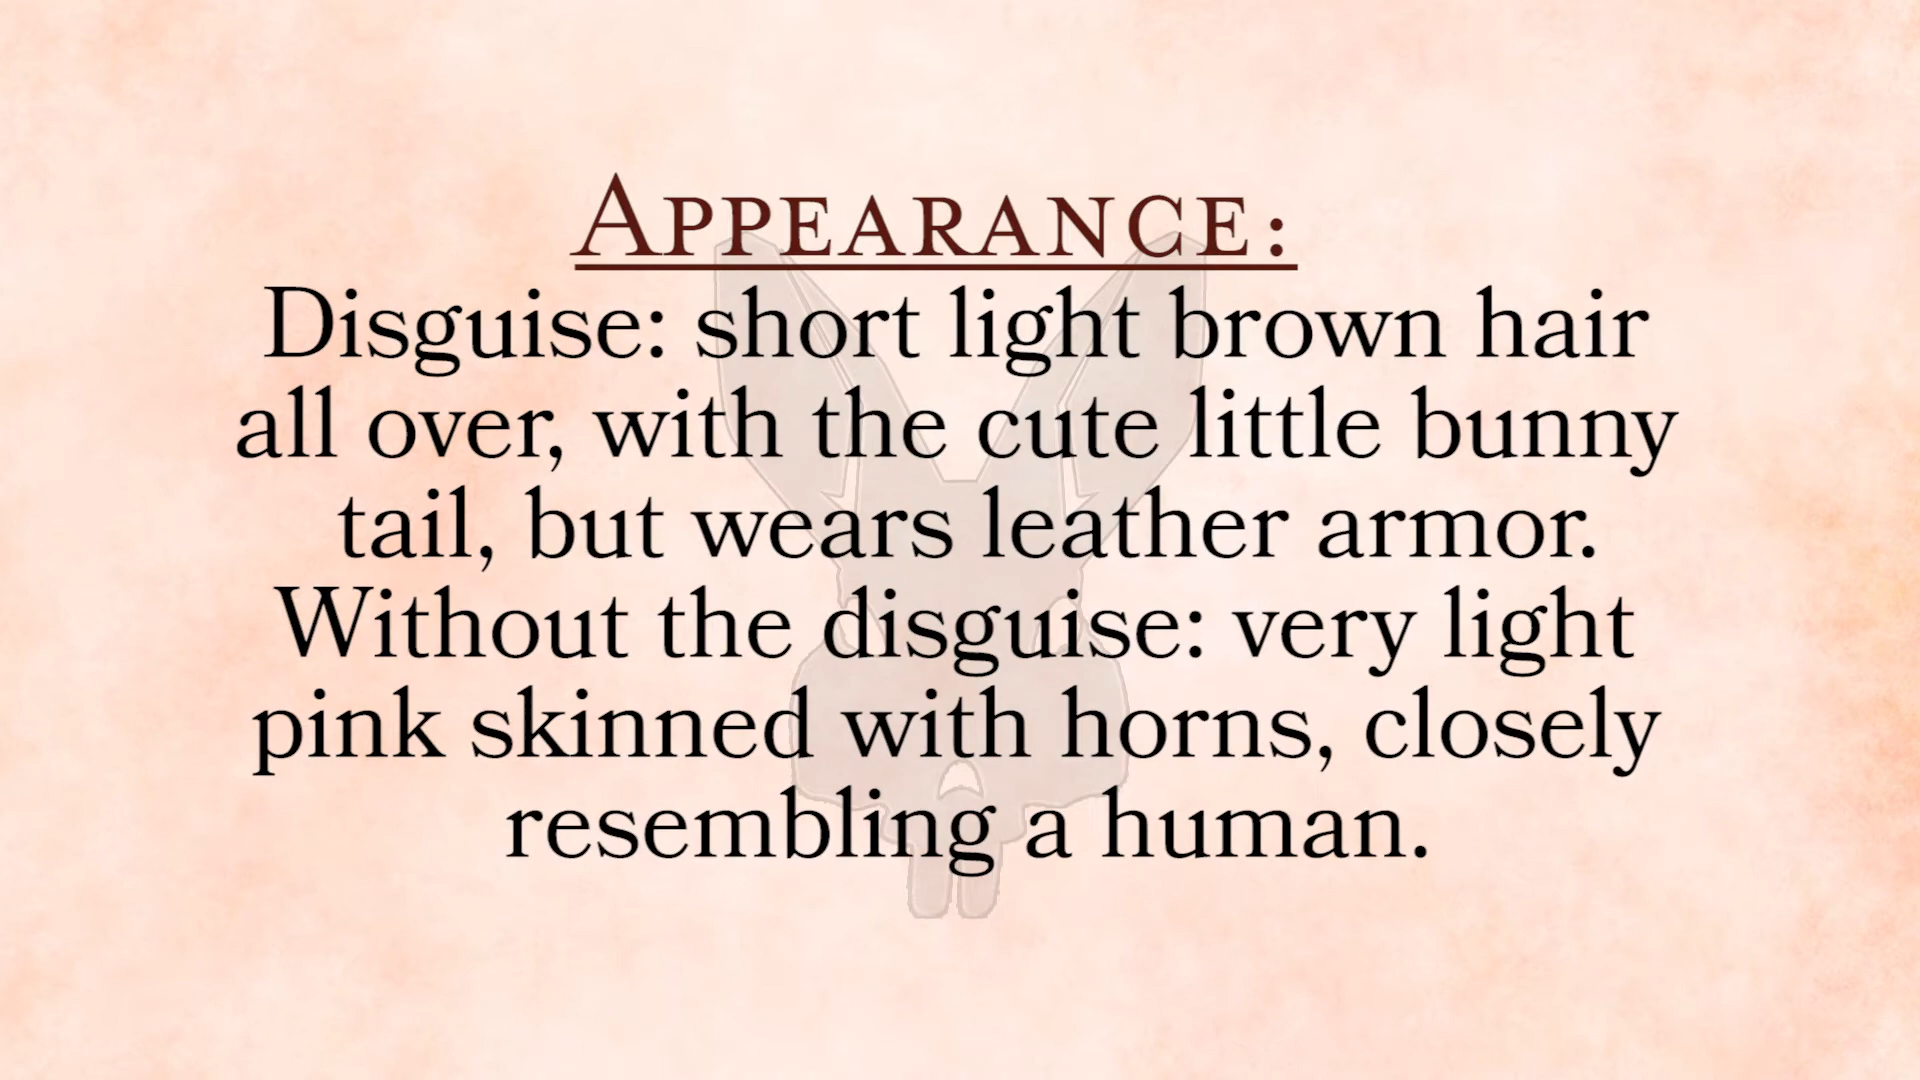 APPEARANCE:
Disguise: short light brown hair
all over, with the cute little bunny
tail, but wears leather armor.
Without the disguise: very light
pink skinned with horns, closely
resembling a human.